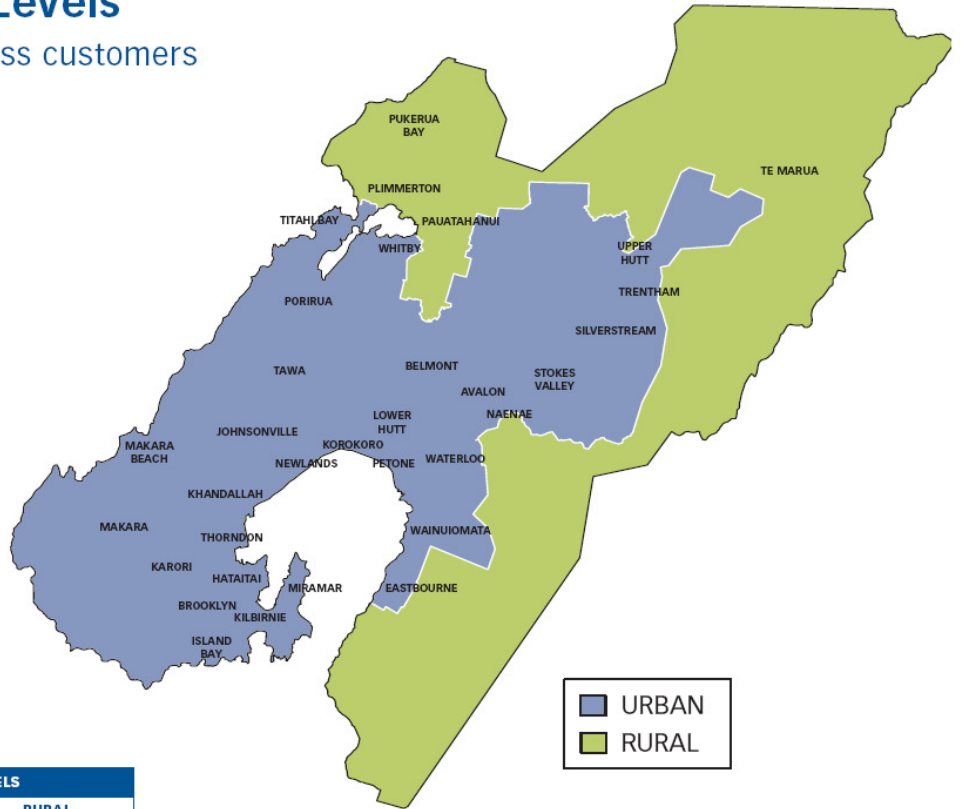 Levels
ss customers
PUKERUA
BAY
TE MARUA
PLIMMERTON
TITAHI BAY
PAUATAHANUI
WHITBY
UPPER
HUTT
TRENTHAM
PORIRUA
SILVERSTREAM
BELMONT
TAWA
STOKES
VALLEY
AVALON
NAENAE
LOWER
HUTT
JOHNSONVILLE
KOROKORO
MAKARA
BEACH
NEWLANDS
PETONE
WATERLOO
KHANDALLAH
MAKARA
WAINUIOMATA
THORNDON
KARORI
HATAITAI
MIRAMAR
EASTBOURNE
BROOKLYN
KILBIRNIE
ISLAND
BAY
URBAN
RURAL
ELS
RURAL